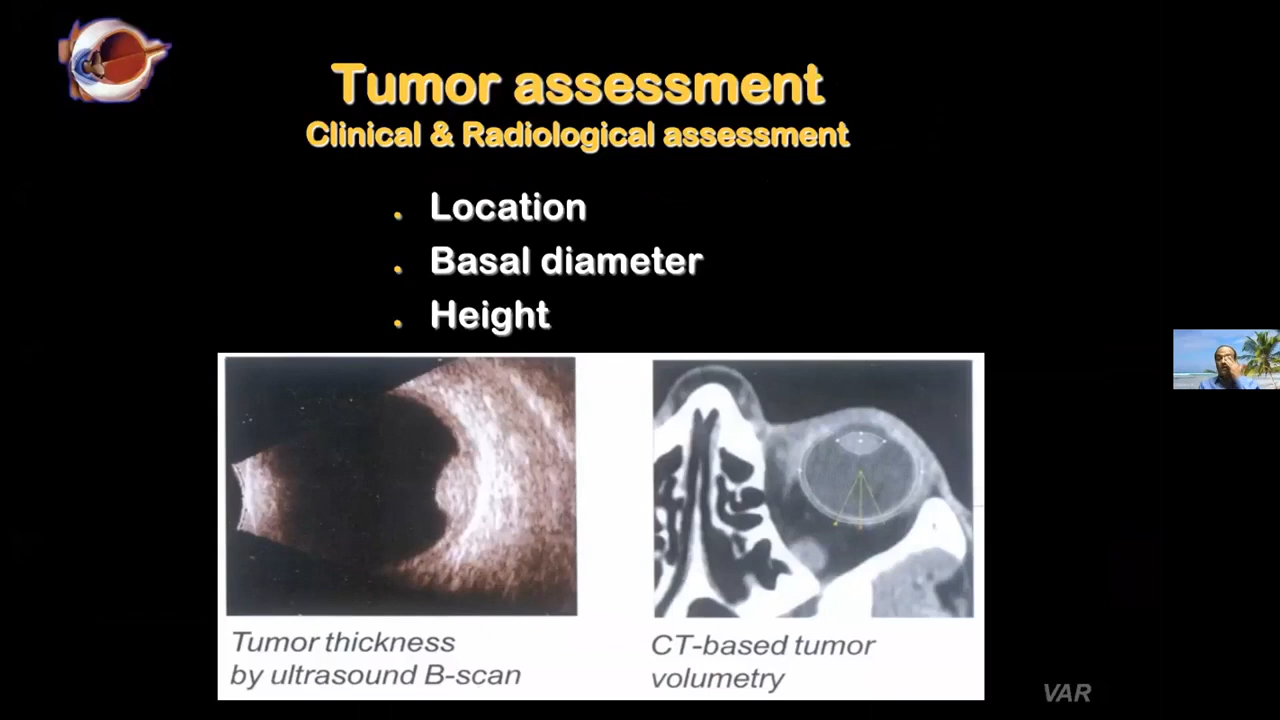 Tumor assessment
Clinical & Radiological assessment
. Location
. Basal diameter
. Height
Tumor thickness
by ultrasound B-scan
CT-based tumor
volumetry
VAR